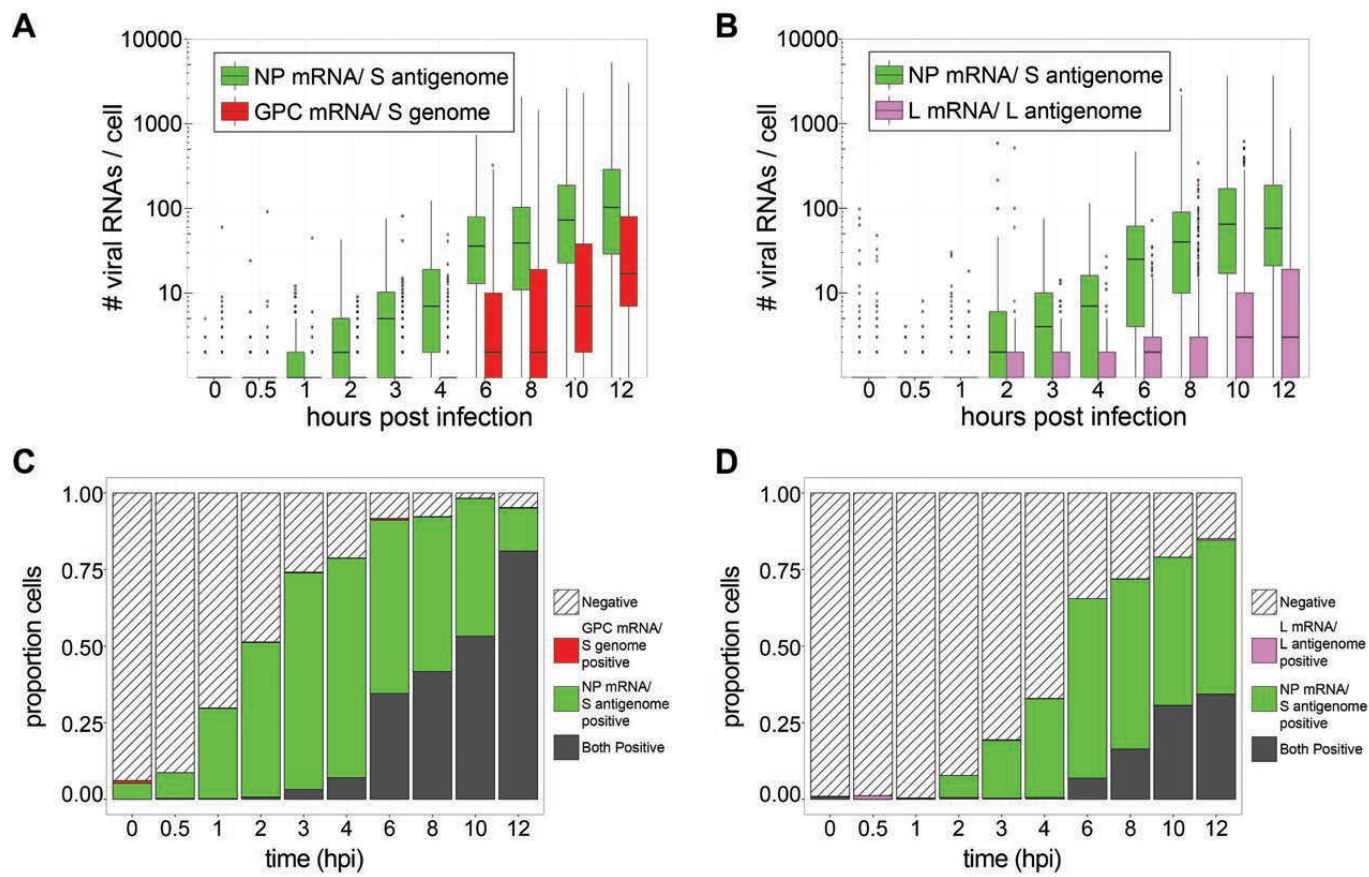 A
10000
1000
100
10
# viral RNAs / cell
NP mRNA/ S antigenome
GPC mRNA/ S genome
0 0.5 1 2 3 4 6 8 10 12
hours post infection
B
10000
1000
100
10
# viral RNAs / cell
NP mRNA/ S antigenome
L mRNA/ L antigenome
0 0.5 1 2 3 4 6 8 10 12
hours post infection
C
1.00
0.75
0.50
0.25
0.00
proportion cells
0 0.5 1 2 3 4 6 8 10 12
time (hpi)
Negative
GPC mRNA/
S genome
positive
NP mRNA/
S antigenome
positive
Both Positive
D
1.00
0.75
0.50
0.25
0.00
proportion cells
0 0.5 1 2 3 4 6 8 10 12
time (hpi)
Negative
L mRNA/
L antigenome
positive
NP mRNA/
S antigenome
positive
Both Positive